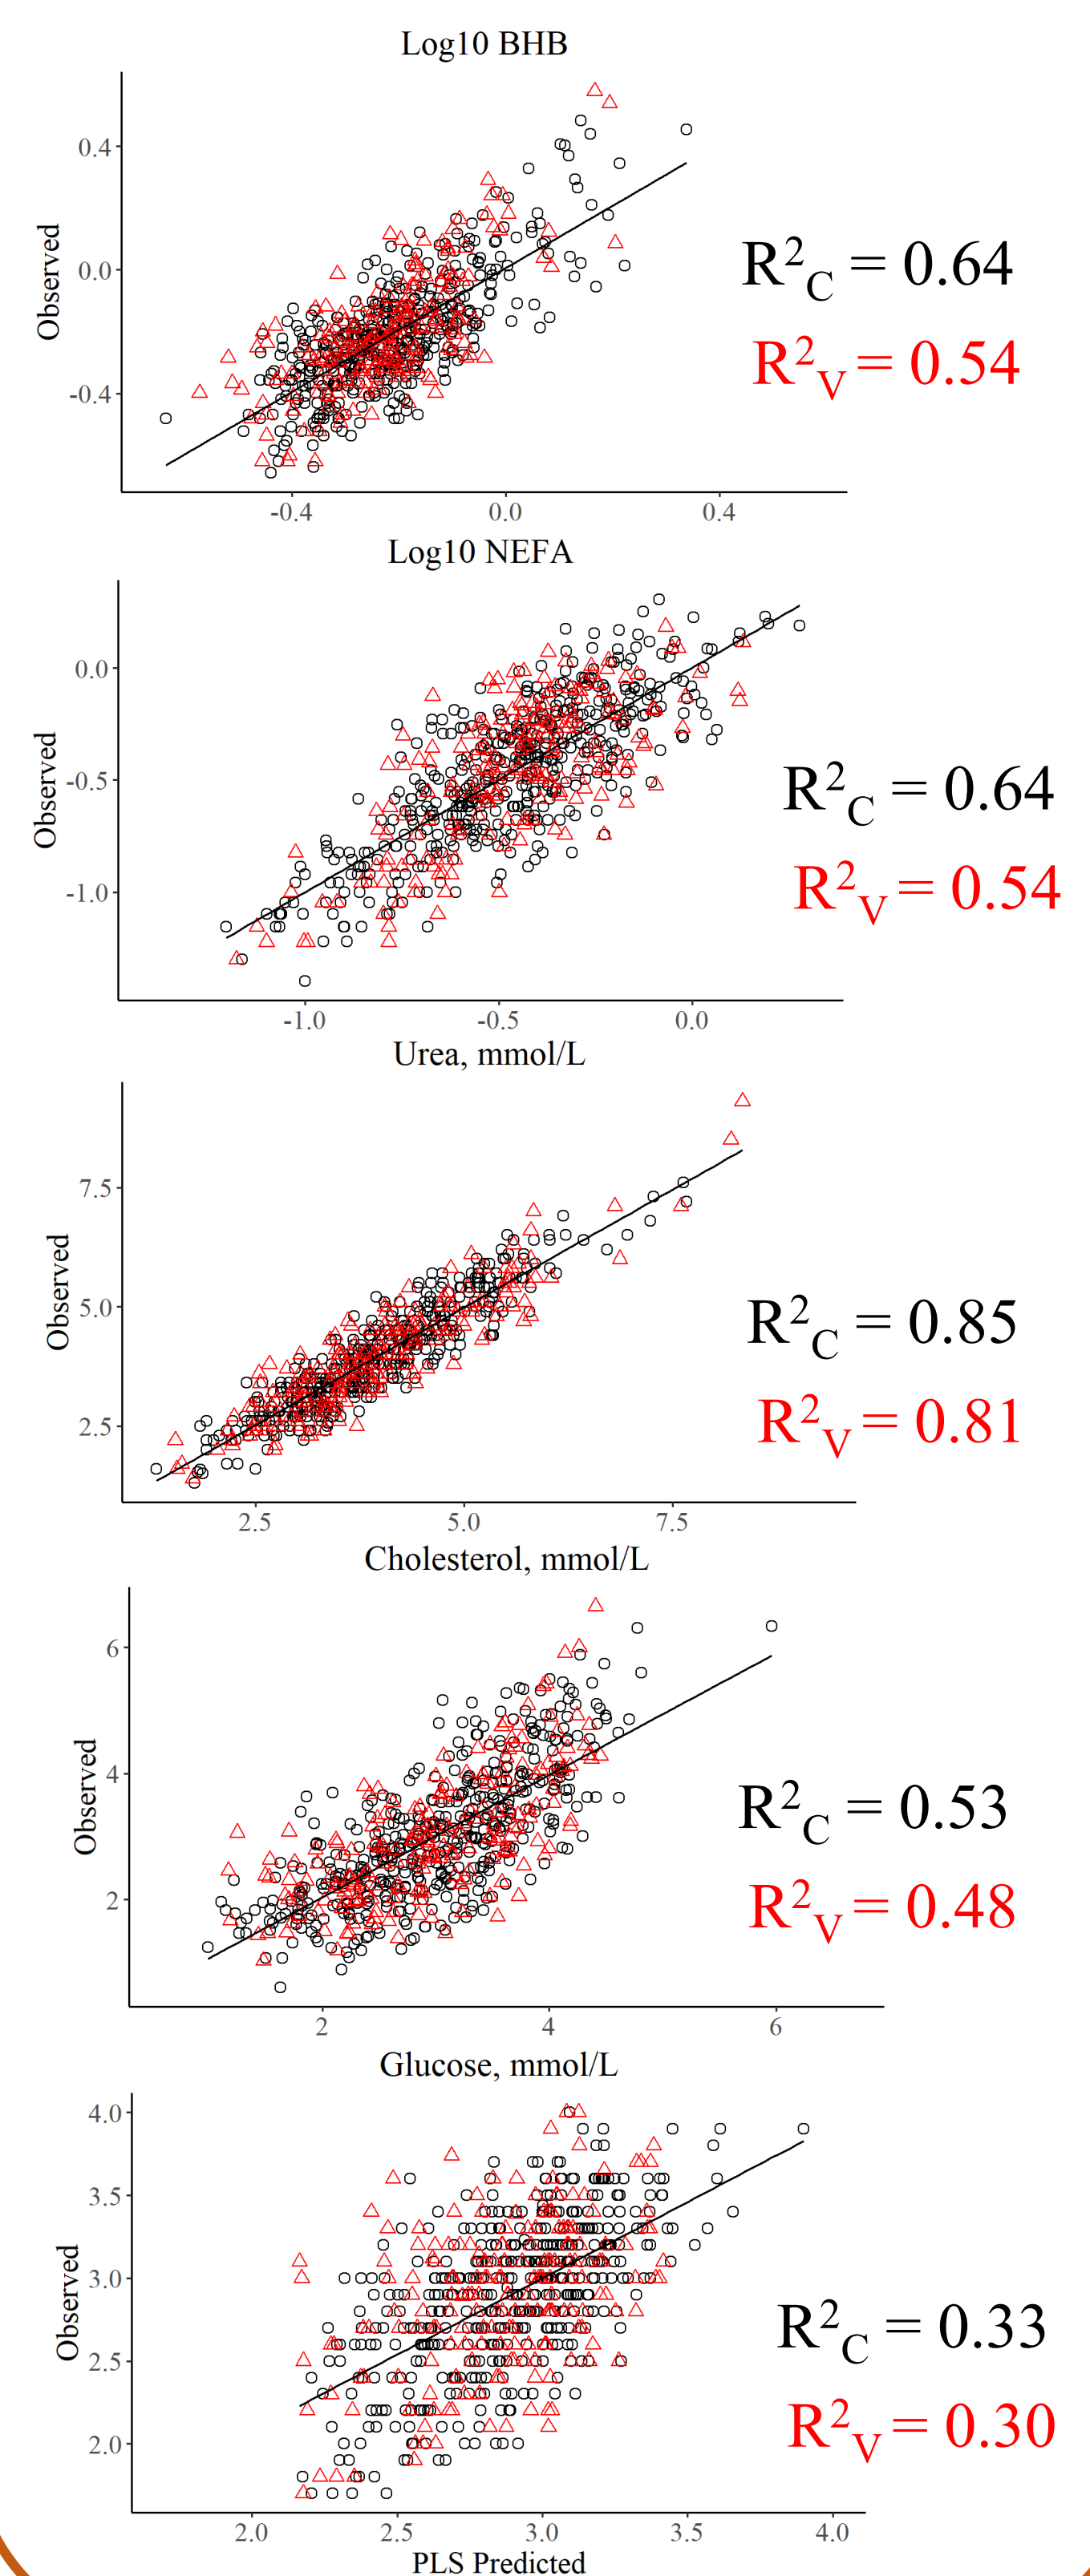 Log10 BHB
Observed
0.4
0.0
-0.4
-0.4 0.0 0.4
R²C = 0.64
R²V = 0.54
Log10 NEFA
Observed
0.0
-0.5
-1.0
-1.0 -0.5 0.0
R²C = 0.64
R²V = 0.54
Urea, mmol/L
Observed
7.5
5.0
2.5
2.5 5.0 7.5
R²C = 0.85
R²V = 0.81
Cholesterol, mmol/L
Observed
6
4
2
2 4 6
R²C = 0.53
R²V = 0.48
Glucose, mmol/L
Observed
4.0
3.5
3.0
2.5
2.0
2.0 2.5 3.0 3.5 4.0
R²C = 0.33
R²V = 0.30
PLS Predicted